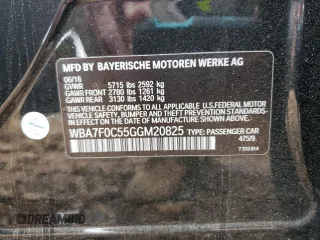 MFD BY BAYERISCHE MOTOREN WERKE AG
06/16
GVWR 5715 lbs 2592 kg
GAWR FRONT 2780 lbs 1261 kg
GAWR REAR 3130 lbs 1420 kg
THIS VEHICLE CONFORMS TO ALL APPLICABLE FEDERAL
MOTOR VEHICLE SAFETY, BUMPER, AND THEFT PREVENTION
STANDARDS IN EFFECT ON THE DATE OF MANUFACTURE SHOWN ABOVE.
WBA7F0C55GGM20825 TYPE: PASSENGER CAR
475/9
DREAMBID